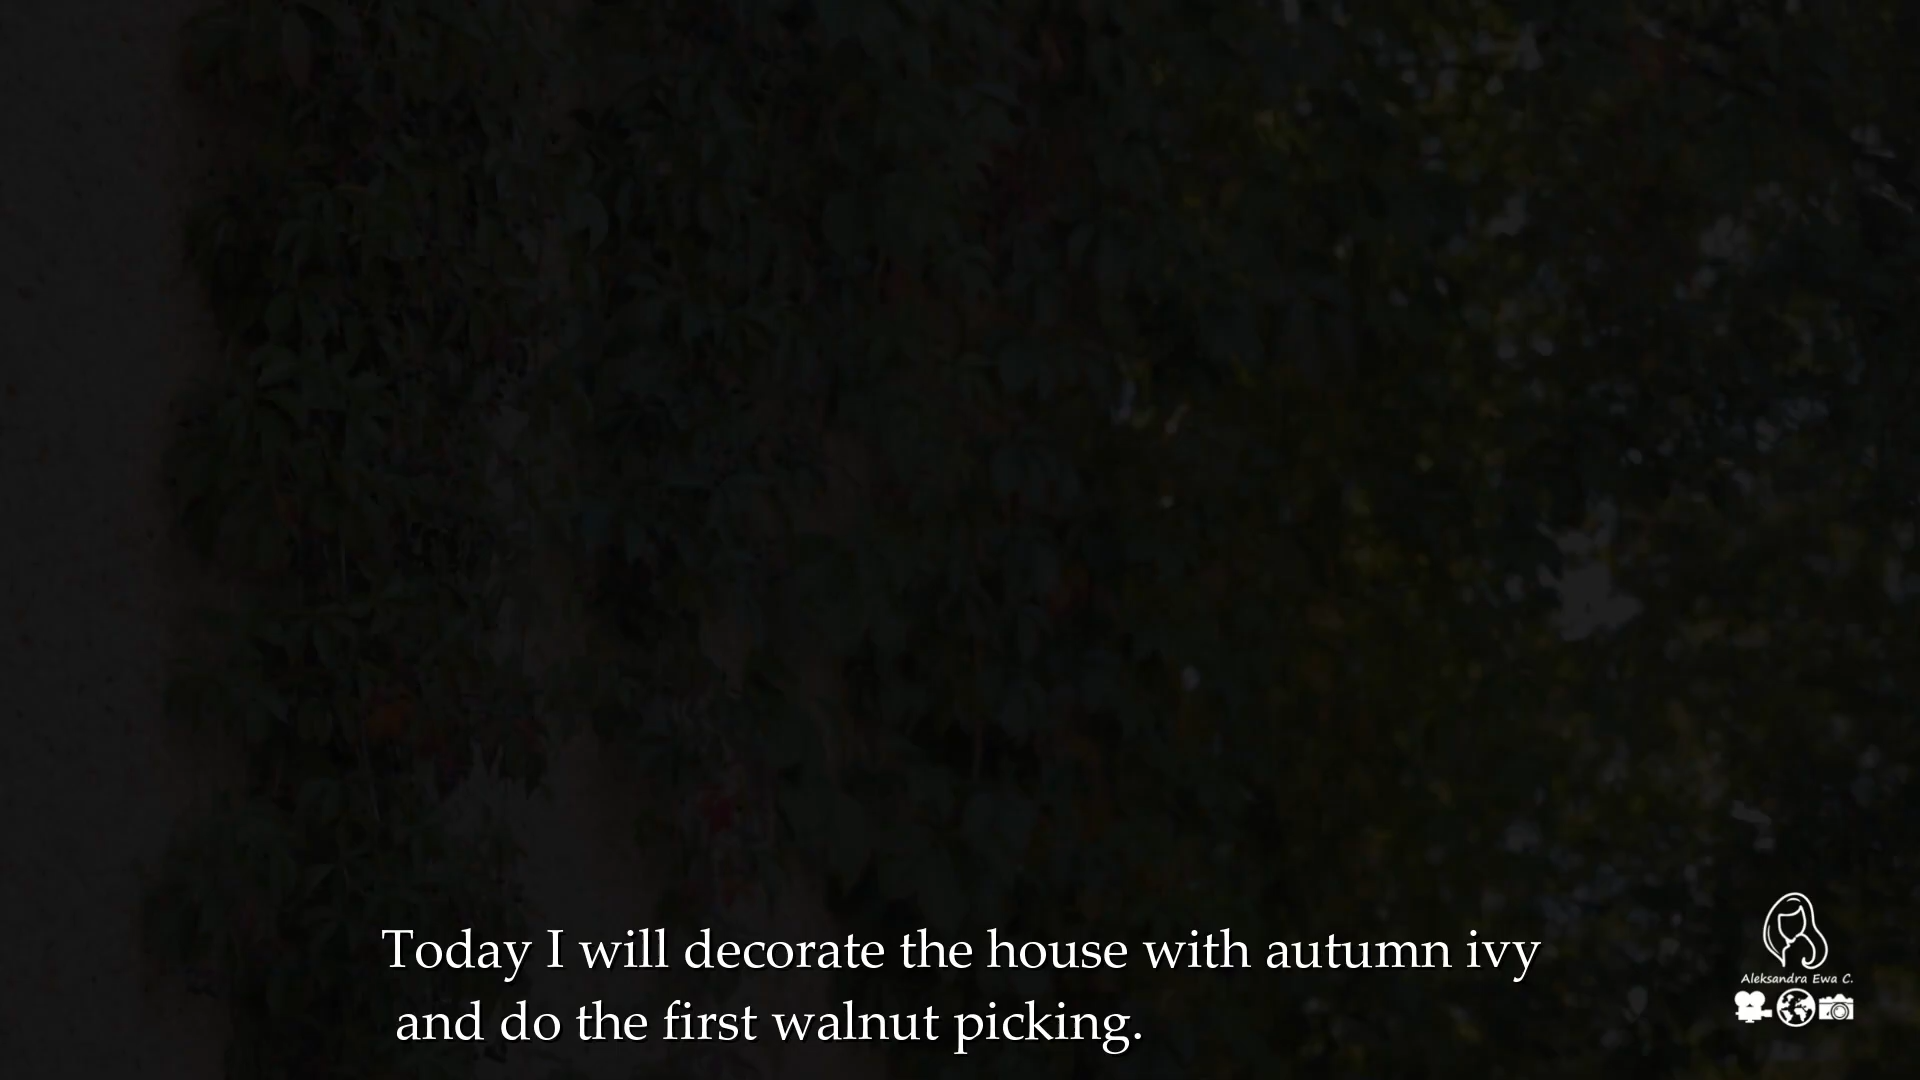 Today I will decorate the house with autumn ivy
and do the first walnut picking.
Aleksandra Ewa C.